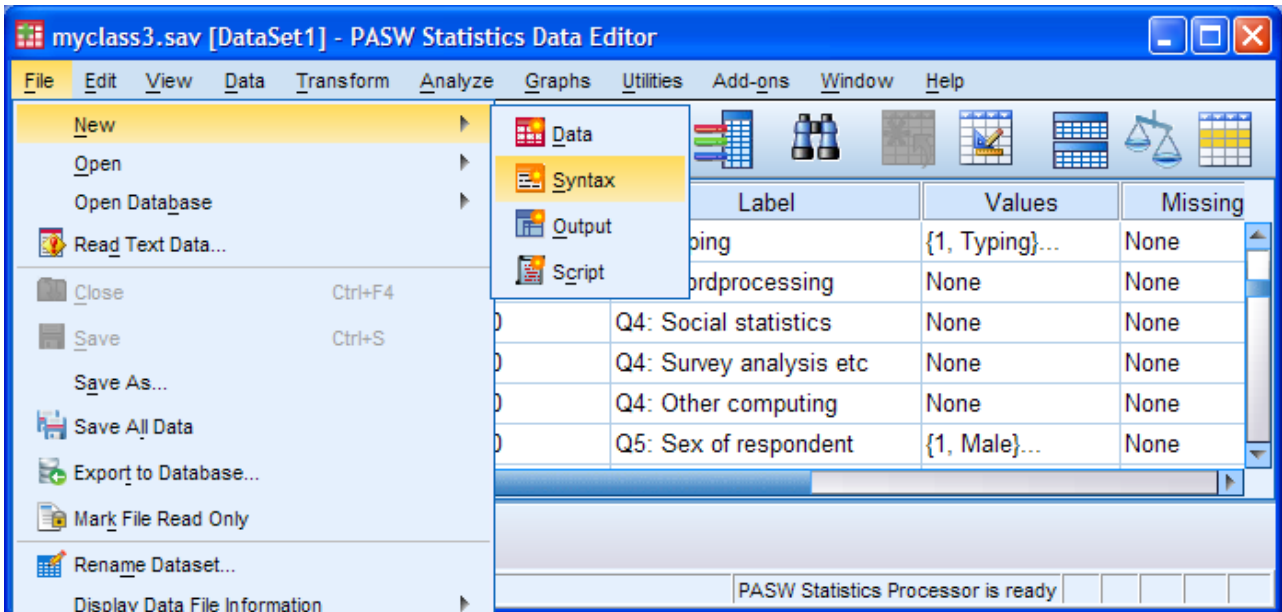 myclass3.sav [DataSet1] - PASW Statistics Data Editor
File Edit View Data Transform Analyze Graphs Utilities Add-ons Window Help
New
Open
Open Database
Read Text Data...
Close Ctrl+F4
Save Ctrl+S
Save As...
Save All Data
Export to Database...
Mark File Read Only
Rename Dataset...
Display Data File Information
Data
Syntax
Output
Script
Label Values Missing
{1, Typing}... None
None None
Q4: Social statistics None None
Q4: Survey analysis etc None None
Q4: Other computing None None
Q5: Sex of respondent {1, Male}... None
PASW Statistics Processor is ready